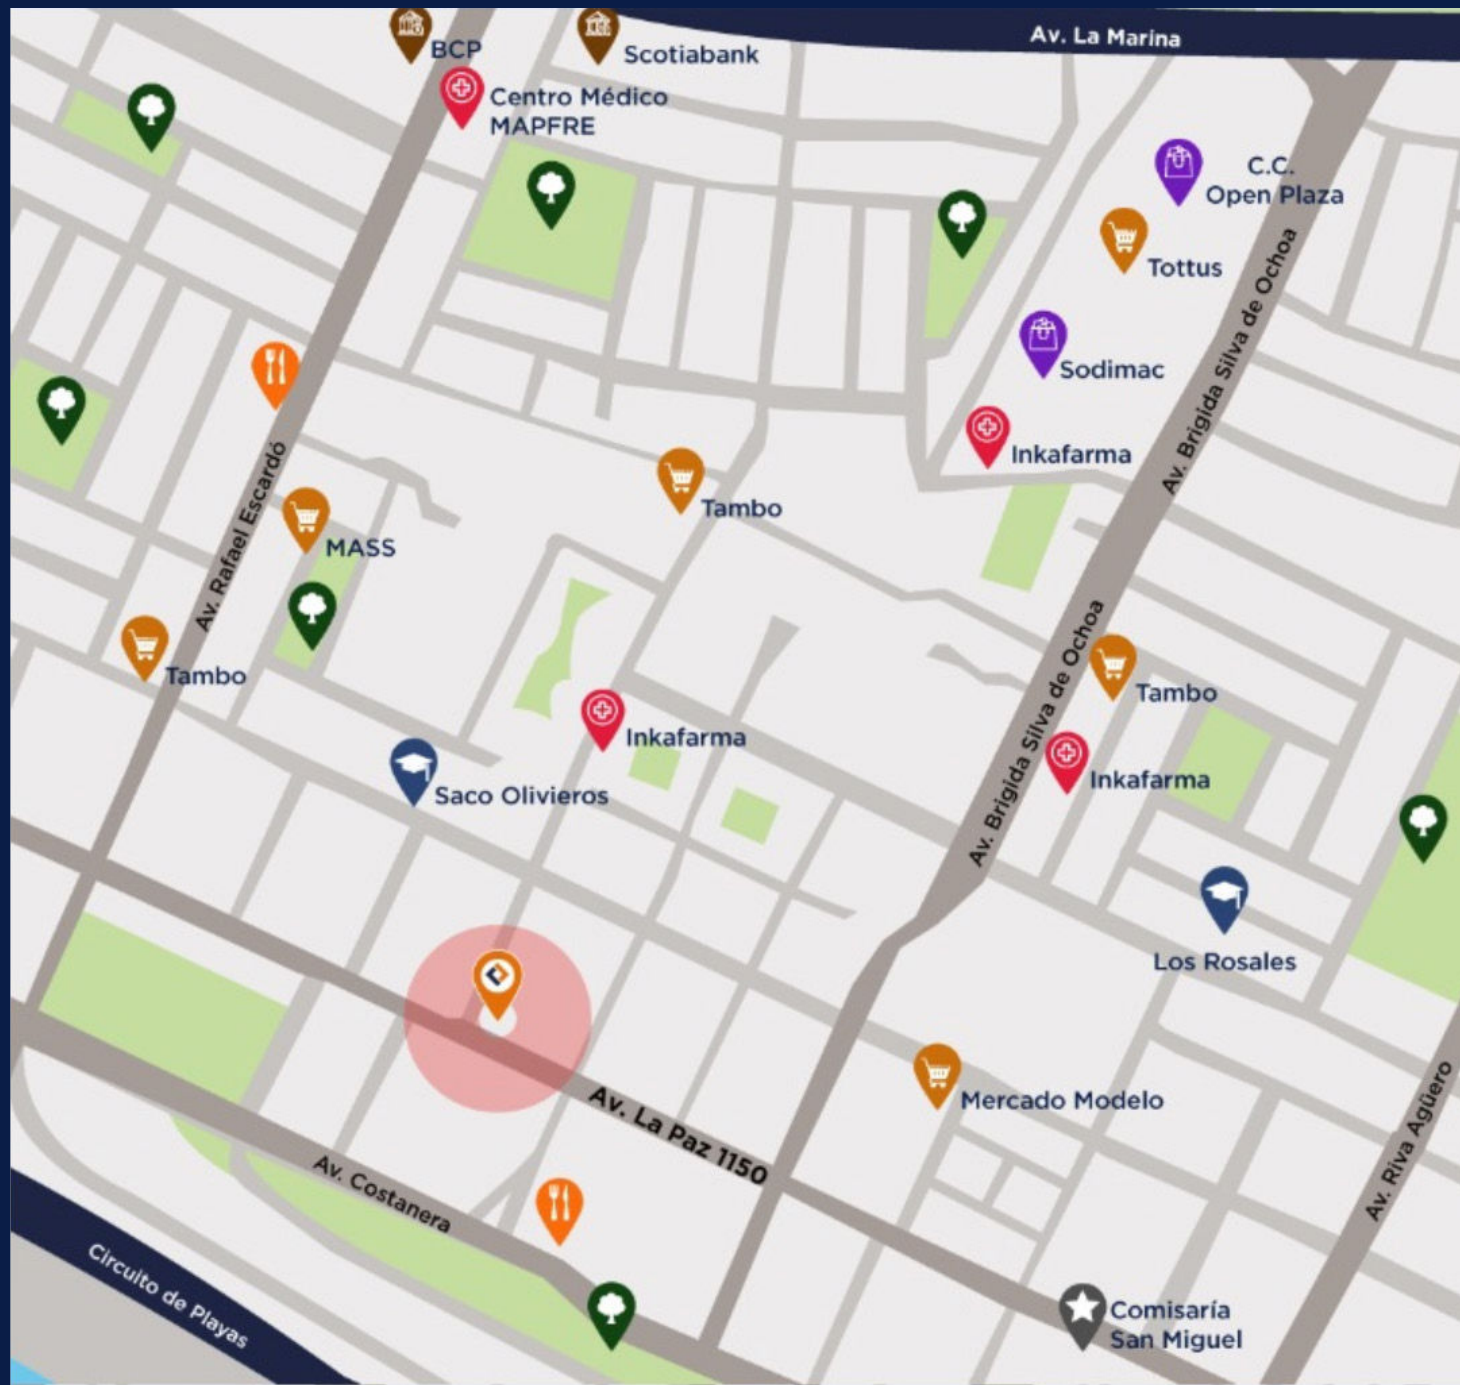 Av. La Marina
BCP
Scotiabank
Centro Médico
MAPFRE
C.C.
Open Plaza
Tottus
Av. Brigida Silva de Ochoa
Sodimac
Inkafarma
Av. Rafael Escardó
Tambo
MASS
Tambo
Av. Brigida Silva de Ochoa
Tambo
Inkafarma
Inkafarma
Saco Olivieros
Los Rosales
Mercado Modelo
Av. La Paz 1150
Av. Riva Agüero
Av. Costanera
Circuito de Playas
Comisaría
San Miguel